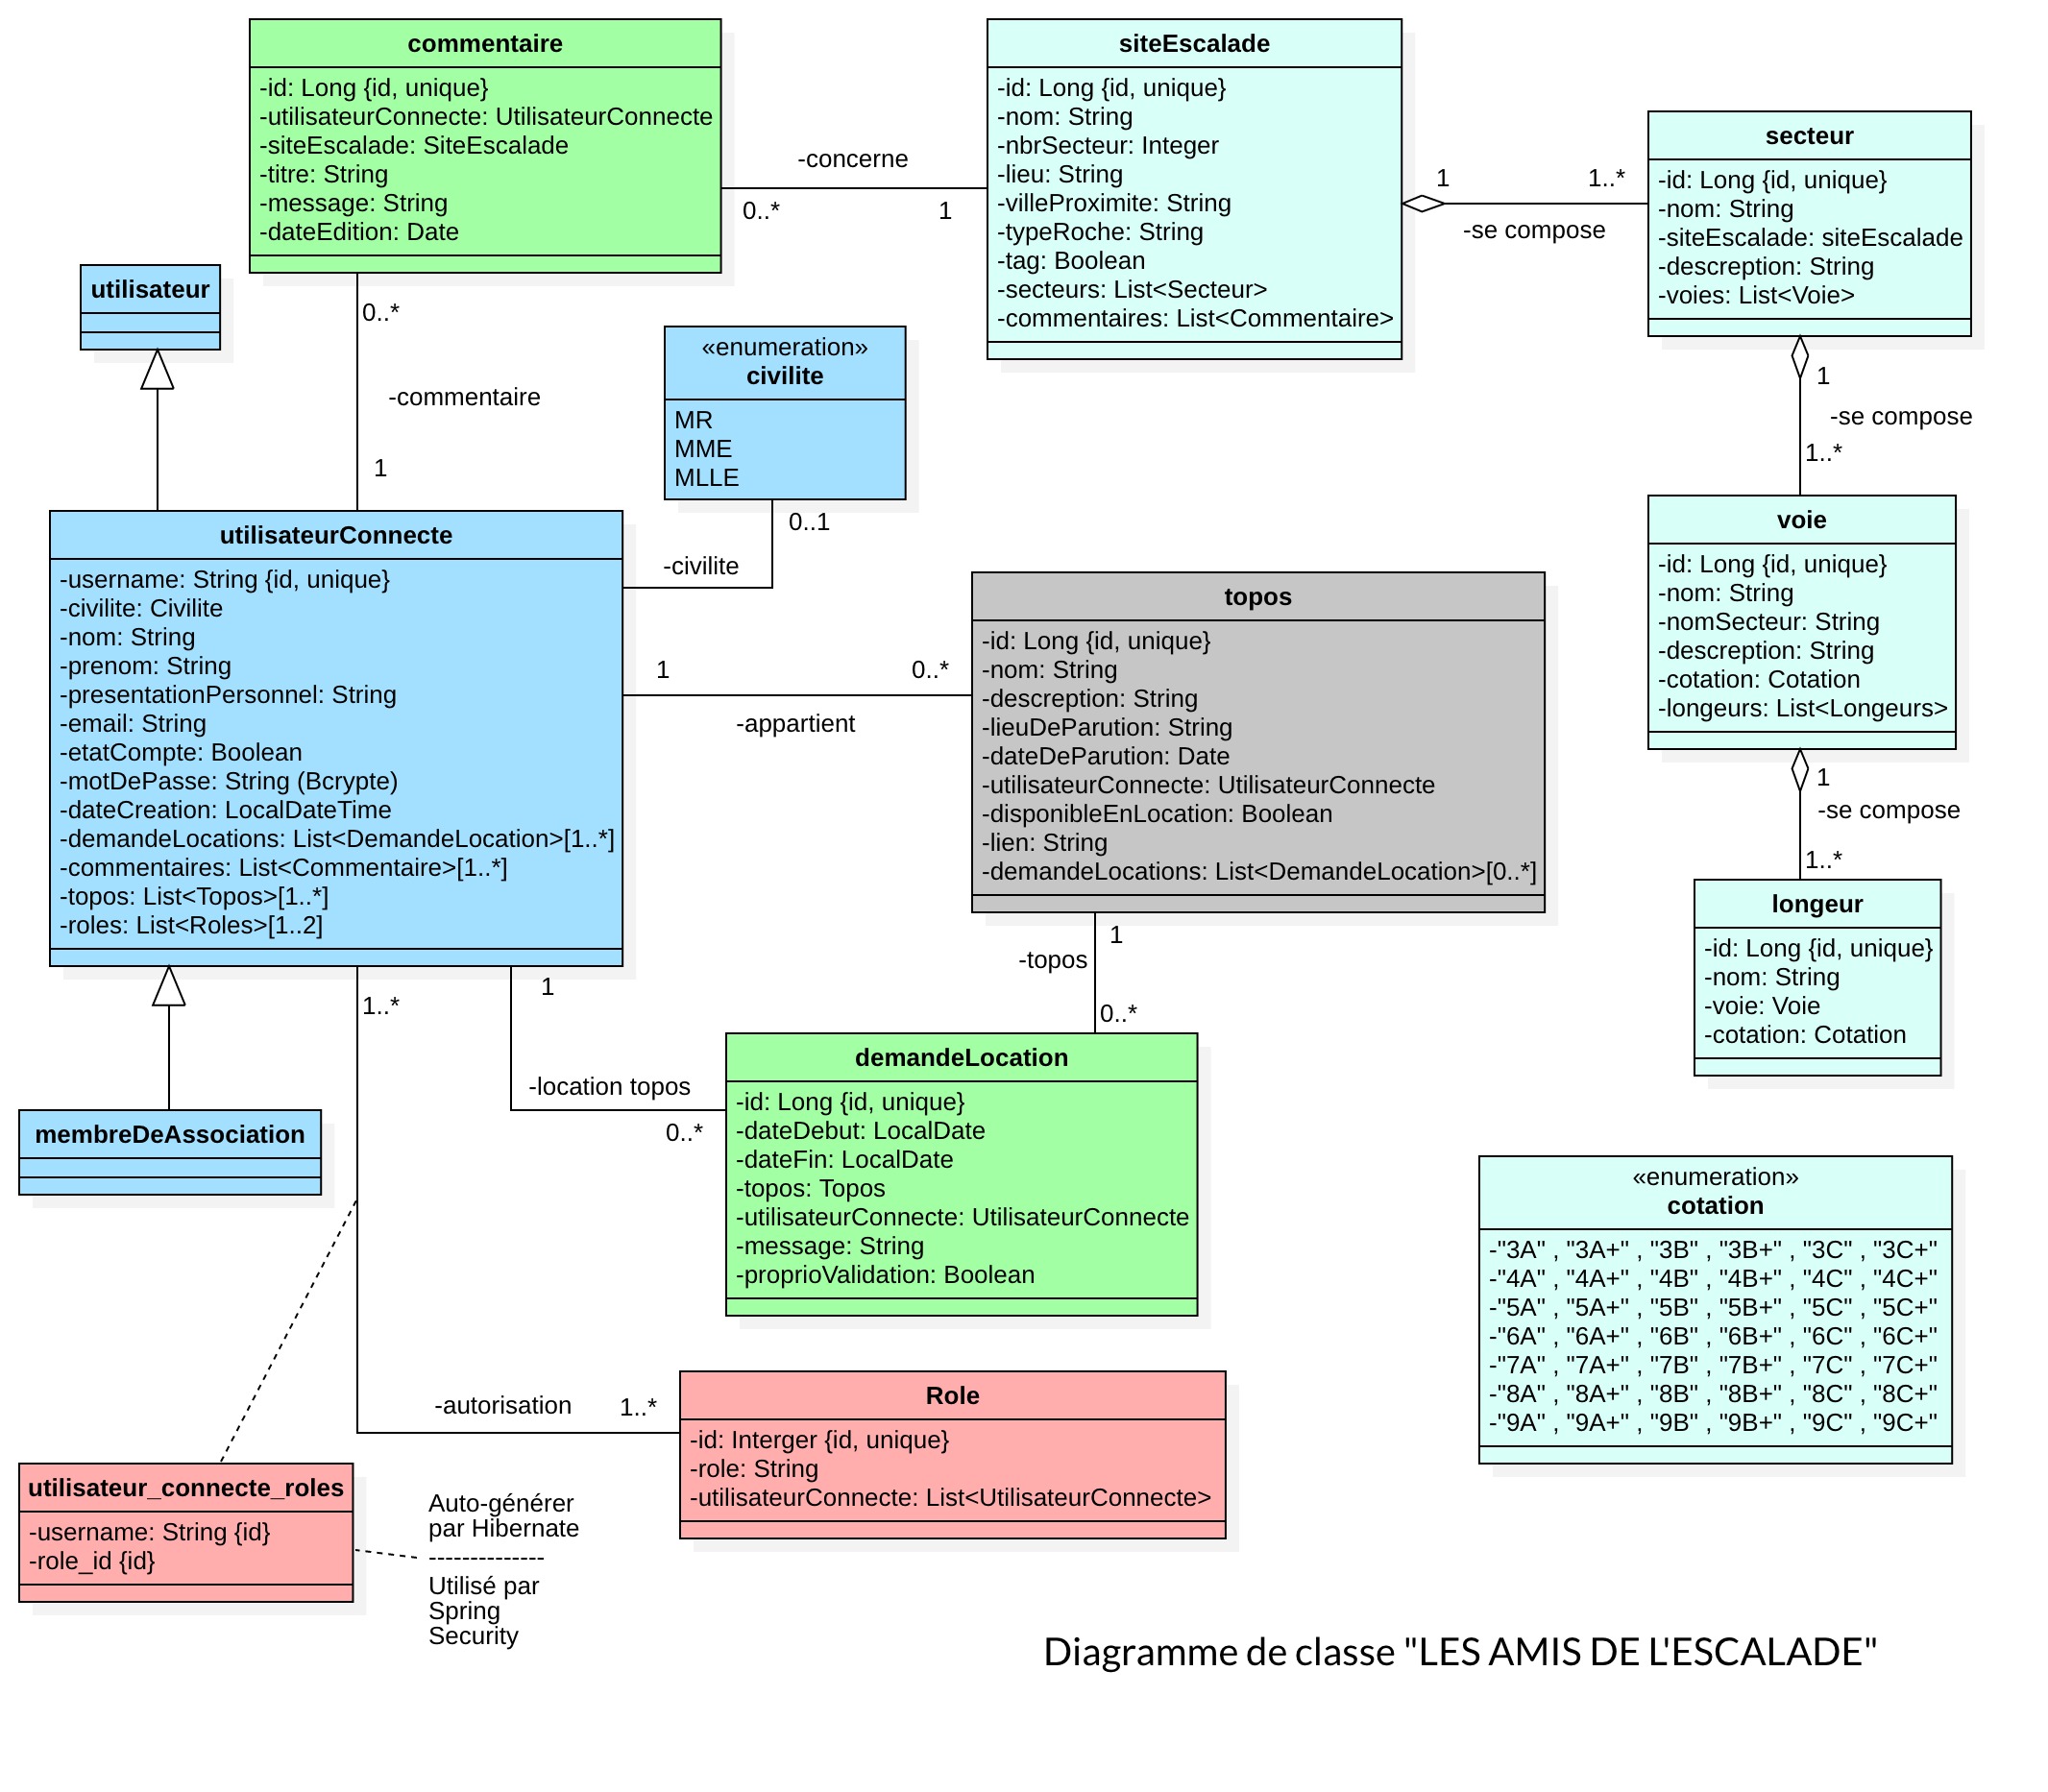 commentaire
-id: Long {id, unique}
-utilisateurConnecte: UtilisateurConnecte
-siteEscalade: SiteEscalade
-titre: String
-message: String
-dateEdition: Date
-concerne
0..*
1
siteEscalade
-id: Long {id, unique}
-nom: String
-nbrSecteur: Integer
-lieu: String
-villeProximite: String
-typeRoche: String
-tag: Boolean
-secteurs: List<Secteur>
-commentaires: List<Commentaire>
1
1..*
-se compose
secteur
-id: Long {id, unique}
-nom: String
-siteEscalade: siteEscalade
-descreption: String
-voies: List<Voie>
utilisateur
0..*
-commentaire
1
«enumeration»
civilite
MR
MME
MLLE
0..1
-civilite
1
-se compose
1..*
utilisateurConnecte
-username: String {id, unique}
-civilite: Civilite
-nom: String
-prenom: String
-presentationPersonnel: String
-email: String
-etatCompte: Boolean
-motDePasse: String (Bcrypte)
-dateCreation: LocalDateTime
-demandeLocations: List<DemandeLocation>[1..*]
-commentaires: List<Commentaire>[1..*]
-topos: List<Topos>[1..*]
-roles: List<Roles>[1..2]
1
0..*
-appartient
topos
-id: Long {id, unique}
-nom: String
-descreption: String
-lieuDeParution: String
-dateDeParution: Date
-utilisateurConnecte: UtilisateurConnecte
-disponibleEnLocation: Boolean
-lien: String
-demandeLocations: List<DemandeLocation>[0..*]
voie
-id: Long {id, unique}
-nom: String
-nomSecteur: String
-descreption: String
-cotation: Cotation
-longeurs: List<Longeurs>
1
-se compose
1..*
longeur
-id: Long {id, unique}
-nom: String
-voie: Voie
-cotation: Cotation
1
-topos
0..*
1..*
1
-location topos
0..*
membreDeAssociation
demandeLocation
-id: Long {id, unique}
-dateDebut: LocalDate
-dateFin: LocalDate
-topos: Topos
-utilisateurConnecte: UtilisateurConnecte
-message: String
-proprioValidation: Boolean
«enumeration»
cotation
-"3A" , "3A+" , "3B" , "3B+" , "3C" , "3C+"
-"4A" , "4A+" , "4B" , "4B+" , "4C" , "4C+"
-"5A" , "5A+" , "5B" , "5B+" , "5C" , "5C+"
-"6A" , "6A+" , "6B" , "6B+" , "6C" , "6C+"
-"7A" , "7A+" , "7B" , "7B+" , "7C" , "7C+"
-"8A" , "8A+" , "8B" , "8B+" , "8C" , "8C+"
-"9A" , "9A+" , "9B" , "9B+" , "9C" , "9C+"
-autorisation
1..*
Role
-id: Interger {id, unique}
-role: String
-utilisateurConnecte: List<UtilisateurConnecte>
utilisateur_connecte_roles
-username: String {id}
-role_id {id}
Auto-générer
par Hibernate
--------------
Utilisé par
Spring
Security
Diagramme de classe "LES AMIS DE L'ESCALADE"